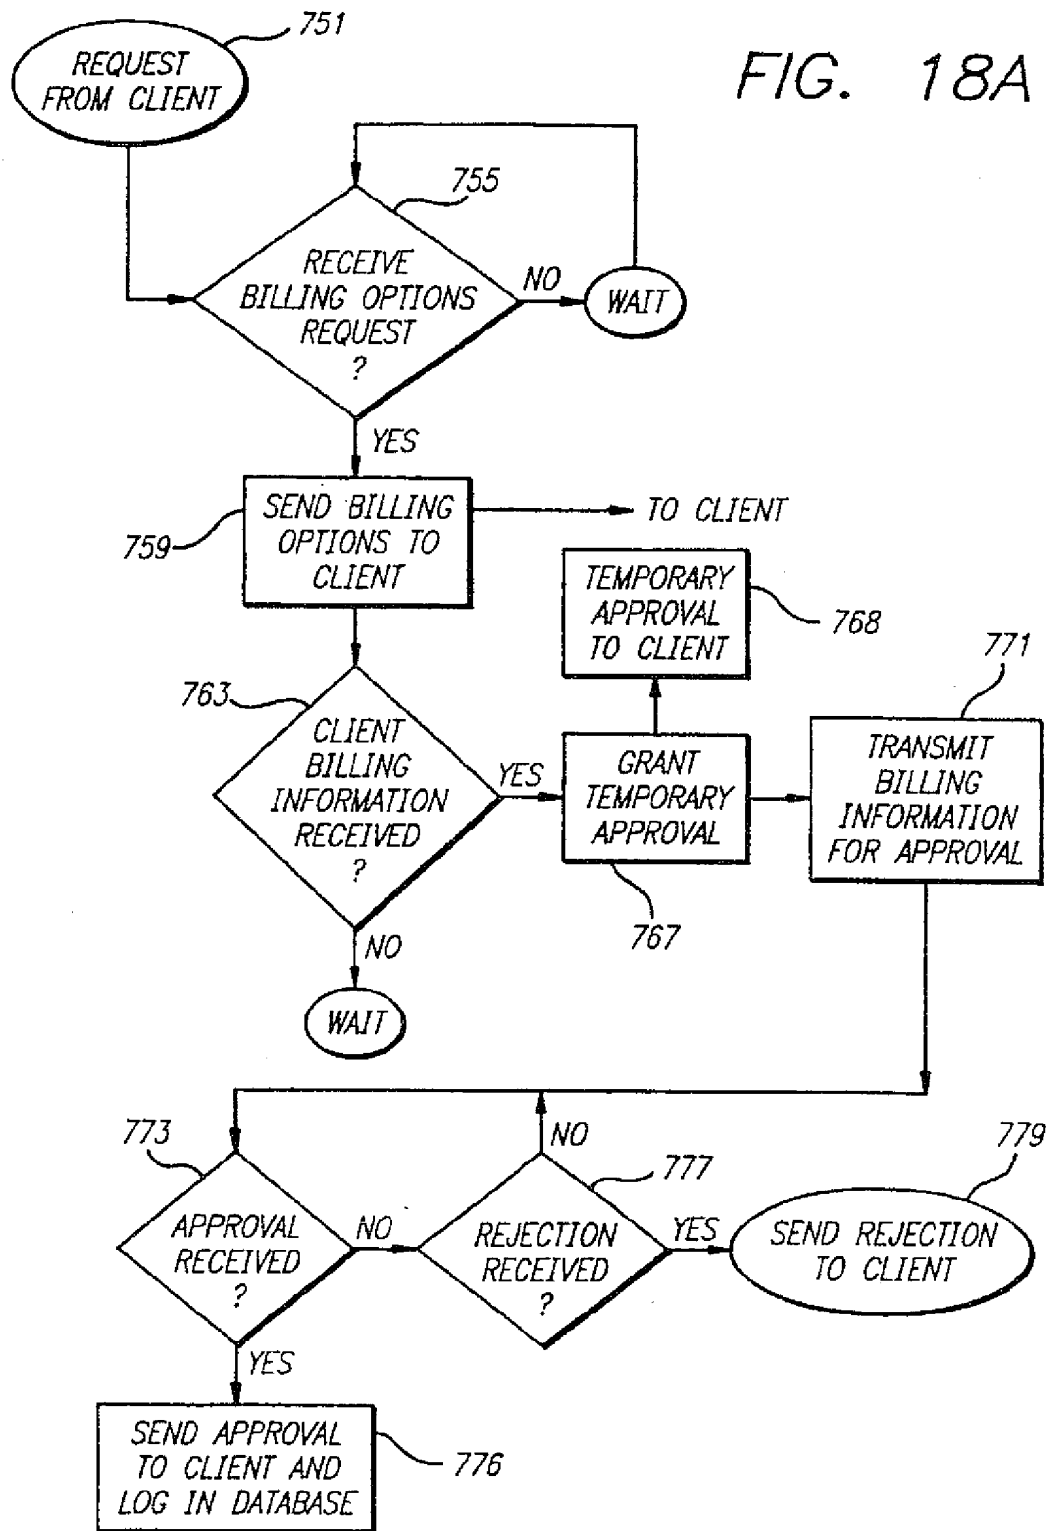 751
REQUEST
FROM CLIENT
FIG. 18A
755
RECEIVE
BILLING OPTIONS
REQUEST
?
NO
WAIT
YES
759
SEND BILLING
OPTIONS TO
CLIENT
TO CLIENT
TEMPORARY
APPROVAL
TO CLIENT
768
763
CLIENT
BILLING
INFORMATION
RECEIVED
?
YES
GRANT
TEMPORARY
APPROVAL
767
771
TRANSMIT
BILLING
INFORMATION
FOR APPROVAL
NO
WAIT
773
APPROVAL
RECEIVED
?
NO
NO
777
REJECTION
RECEIVED
?
YES
779
SEND REJECTION
TO CLIENT
YES
SEND APPROVAL
TO CLIENT AND
LOG IN DATABASE
776